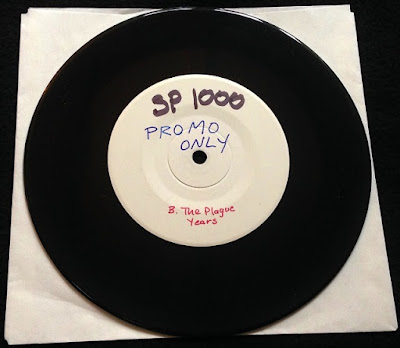 SP 1000
PROMO
ONLY
B. The Plague
Years